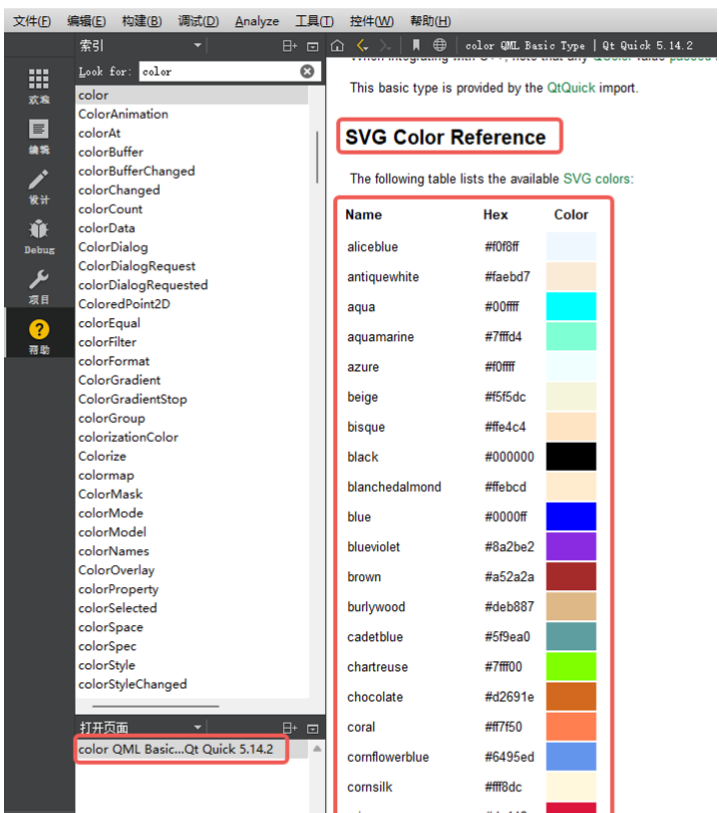 文件(F) 编辑(E) 构建(B) 调试(D) Analyze 工具(T) 控件(W) 帮助(H)
索引
color QML Basic Type | Qt Quick 5.14.2
Look for: color
欢迎
编辑
设计
Debug
项目
帮助
color
ColorAnimation
colorAt
colorBuffer
colorBufferChanged
colorChanged
colorCount
colorData
ColorDialog
ColorDialogRequest
colorDialogRequested
ColoredPoint2D
colorEqual
colorFilter
colorFormat
ColorGradient
ColorGradientStop
colorGroup
colorizationColor
Colorize
colormap
ColorMask
colorMode
colorModel
colorNames
ColorOverlay
colorProperty
colorSelected
colorSpace
colorSpec
colorStyle
colorStyleChanged
打开页面
color QML Basic...Qt Quick 5.14.2
This basic type is provided by the QtQuick import.
SVG Color Reference
The following table lists the available SVG colors:
Name Hex Color
aliceblue #f0f8ff
antiquewhite #faebd7
aqua #00ffff
aquamarine #7fffd4
azure #f0ffff
beige #f5f5dc
bisque #ffe4c4
black #000000
blanchedalmond #ffebcd
blue #0000ff
blueviolet #8a2be2
brown #a52a2a
burlywood #deb887
cadetblue #5f9ea0
chartreuse #7fff00
chocolate #d2691e
coral #ff7f50
cornflowerblue #6495ed
cornsilk #fff8dc